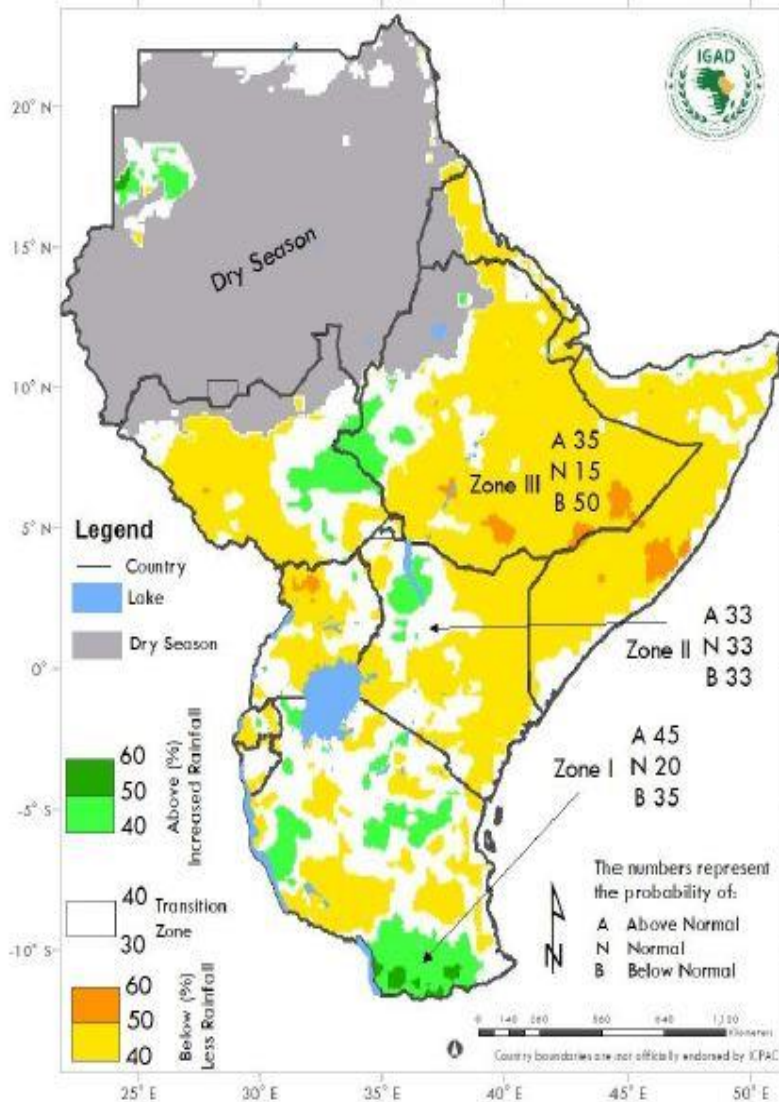 IGAD
20° N
15° N
10° N
5° N
0°
-5° S
-10° S
Dry Season
A 35
Zone III N 15
B 50
A 33
Zone II N 33
B 33
A 45
Zone I N 20
B 35
Legend
Country
Lake
Dry Season
60
50
40
Above (%)
Increased Rainfall
40
30
Transition
Zone
60
50
40
Below (%)
Less Rainfall
The numbers represent
the probability of:
A Above Normal
N Normal
B Below Normal
N
Kilometers
Country boundaries are not officially endorsed by ICPAC
25° E
30° E
35° E
40° E
45° E
50° E